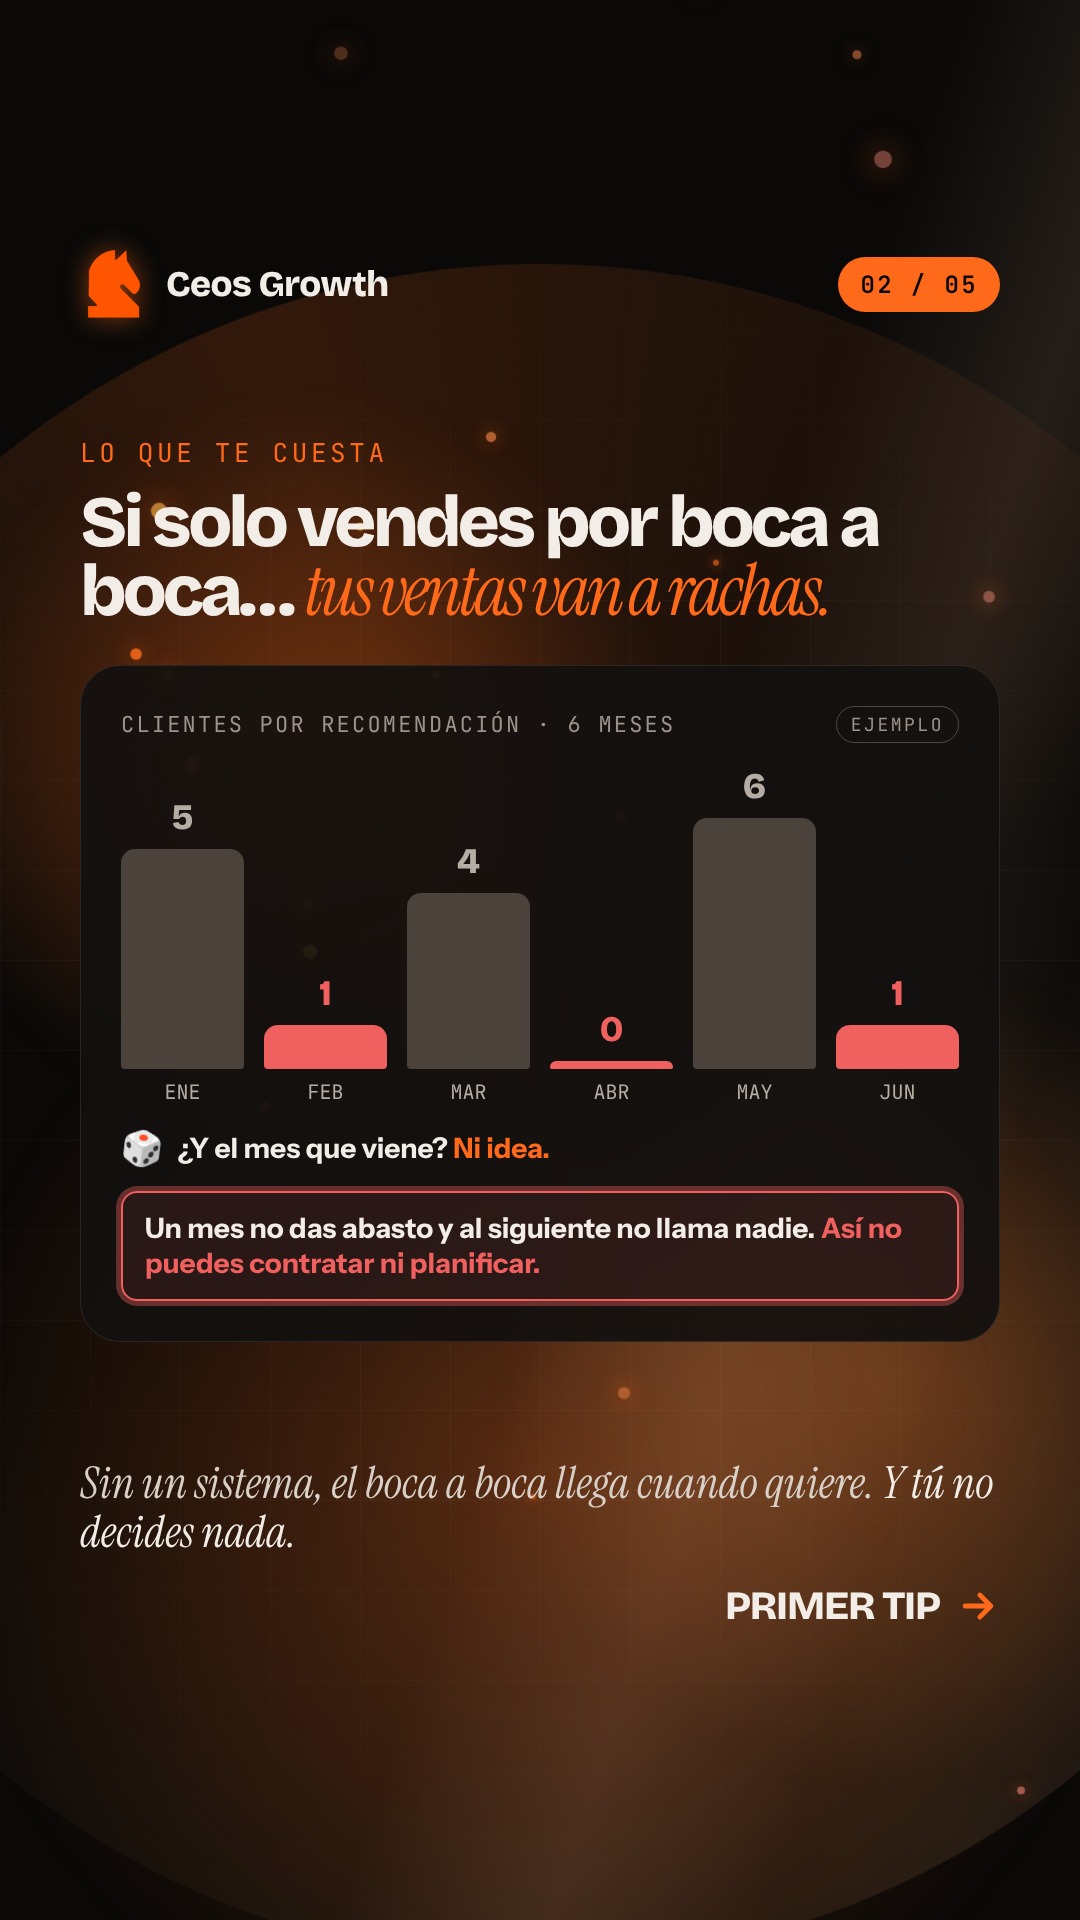 Ceos Growth
02 / 05
LO QUE TE CUESTA
Si solo vendes por boca a
boca... tus ventas van a rachas.
CLIENTES POR RECOMENDACIÓN · 6 MESES
EJEMPLO
5
1
4
0
6
1
ENE
FEB
MAR
ABR
MAY
JUN
¿Y el mes que viene? Ni idea.
Un mes no das abasto y al siguiente no llama nadie. Así no
puedes contratar ni planificar.
Sin un sistema, el boca a boca llega cuando quiere. Y tú no
decides nada.
PRIMER TIP →